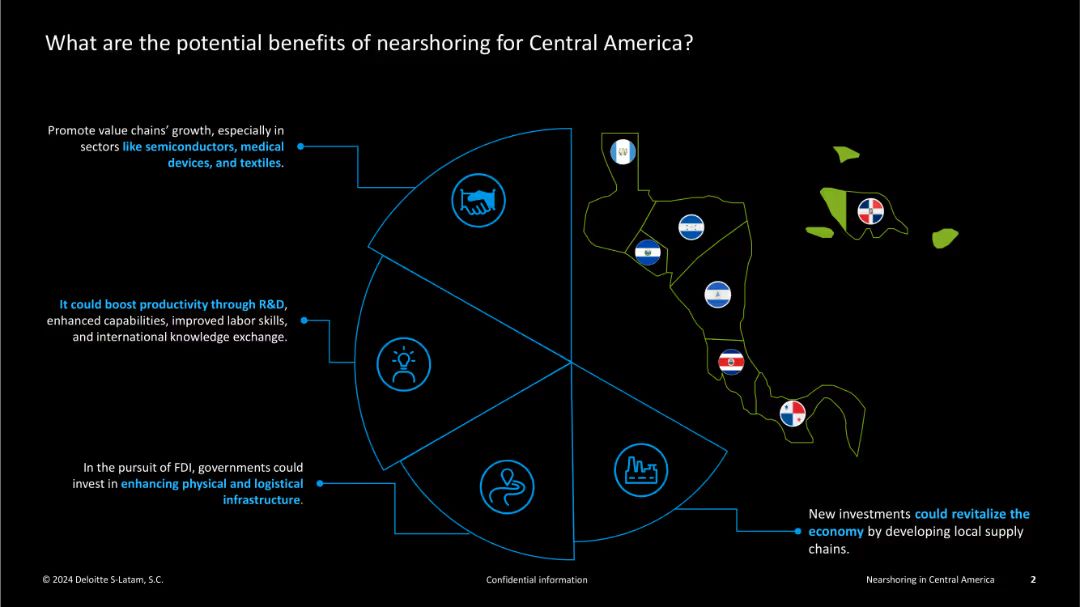 What are the potential benefits of nearshoring for Central America?
Promote value chains’ growth, especially in
sectors like semiconductors, medical
devices, and textiles.
It could boost productivity through R&D,
enhanced capabilities, improved labor skills,
and international knowledge exchange.
In the pursuit of FDI, governments could
invest in enhancing physical and logistical
infrastructure.
New investments could revitalize the
economy by developing local supply
chains.
© 2024 Deloitte S-Latam, S.C.
Confidential information
Nearshoring in Central America
2